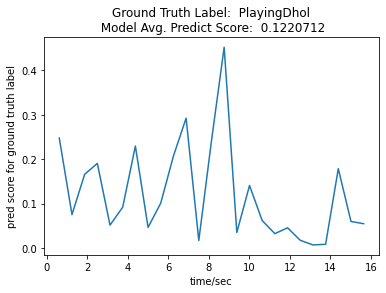 Ground Truth Label:  PlayingDhol
Model Avg. Predict Score:  0.1220712
pred score for ground truth label
0.4
0.3
0.2
0.1
0.0
0 2 4 6 8 10 12 14 16
time/sec